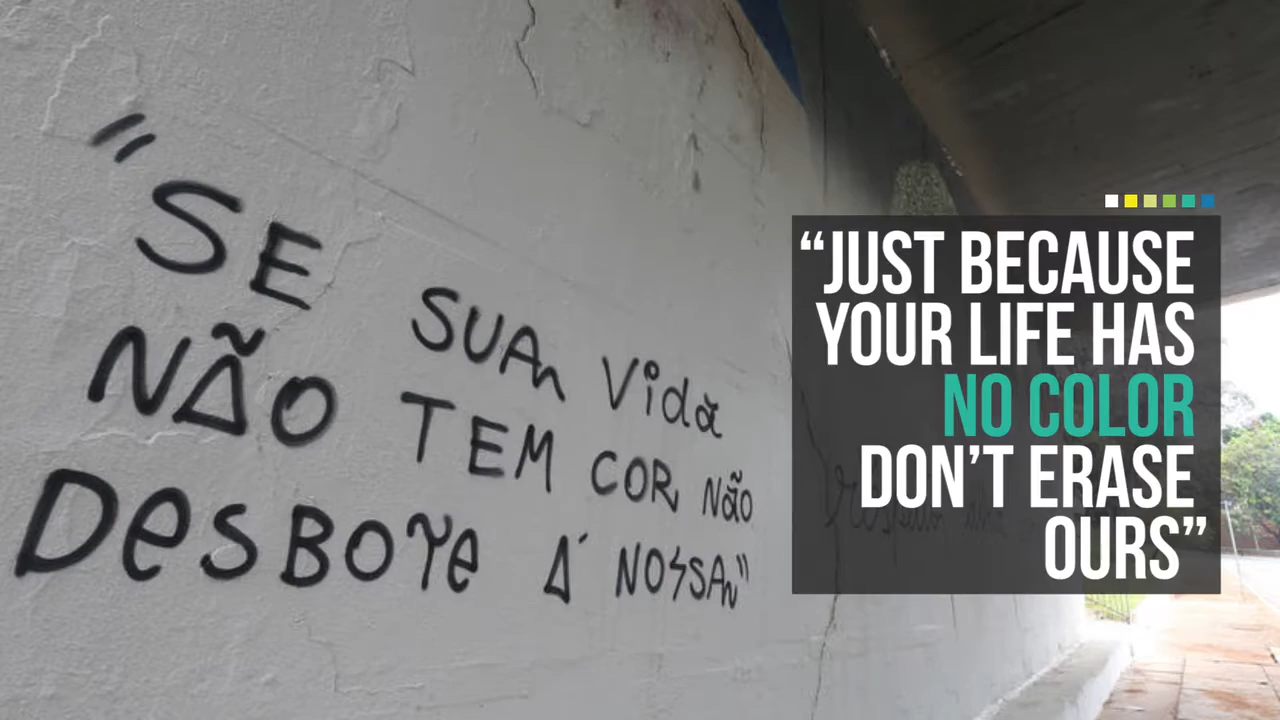 "SE SUA Vida
NÃO TEM COR NÃO
DesBOTe Á NOSSA"
“JUST BECAUSE
YOUR LIFE HAS
NO COLOR
DON’T ERASE
OURS”